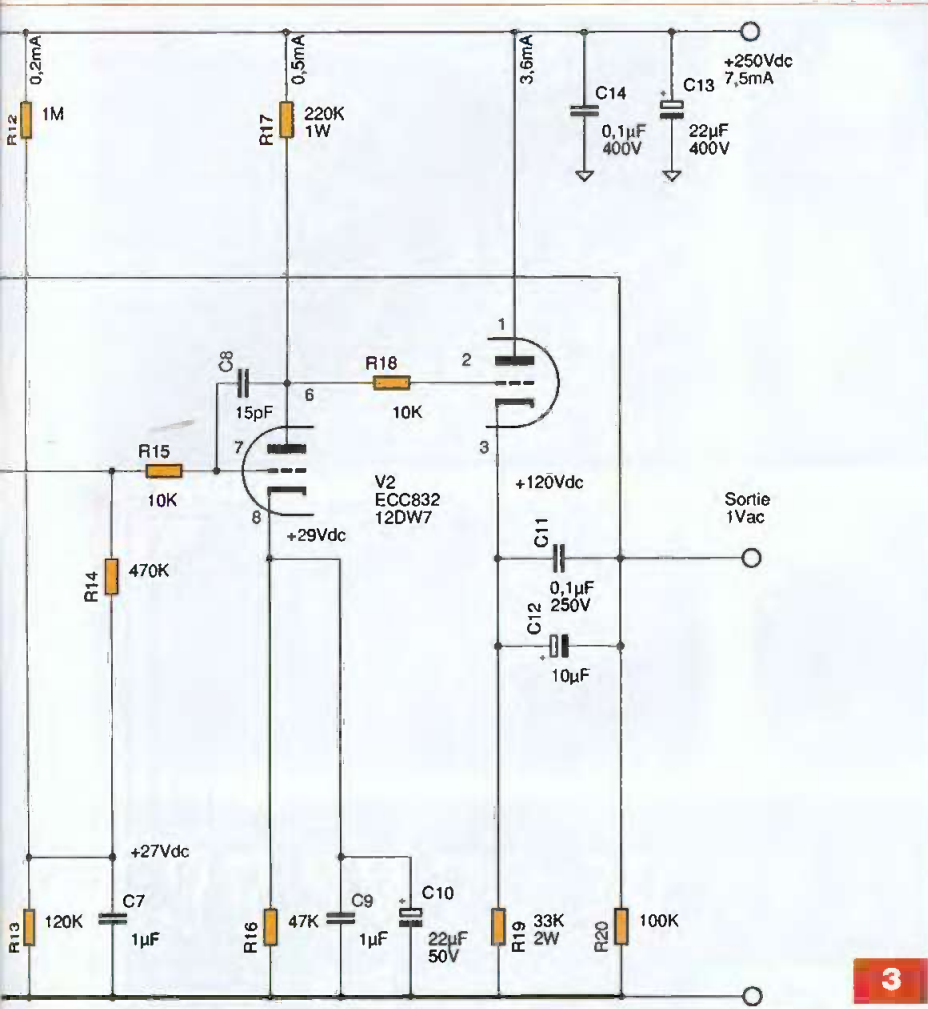 0,2mA
0,5mA
3,6mA
+250Vdc
7,5mA
R12
1M
R17
220K
1W
C14
0,1µF
400V
C13
+
22µF
400V
1
2
3
C8
15pF
6
R18
10K
7
8
R15
10K
V2
ECC832
12DW7
+29Vdc
+120Vdc
Sortie
1Vac
R14
470K
C11
0,1µF
250V
C12
+
10µF
+27Vdc
R13
120K
C7
1µF
R16
47K
C9
1µF
+
C10
22µF
50V
R19
33K
2W
R20
100K
3